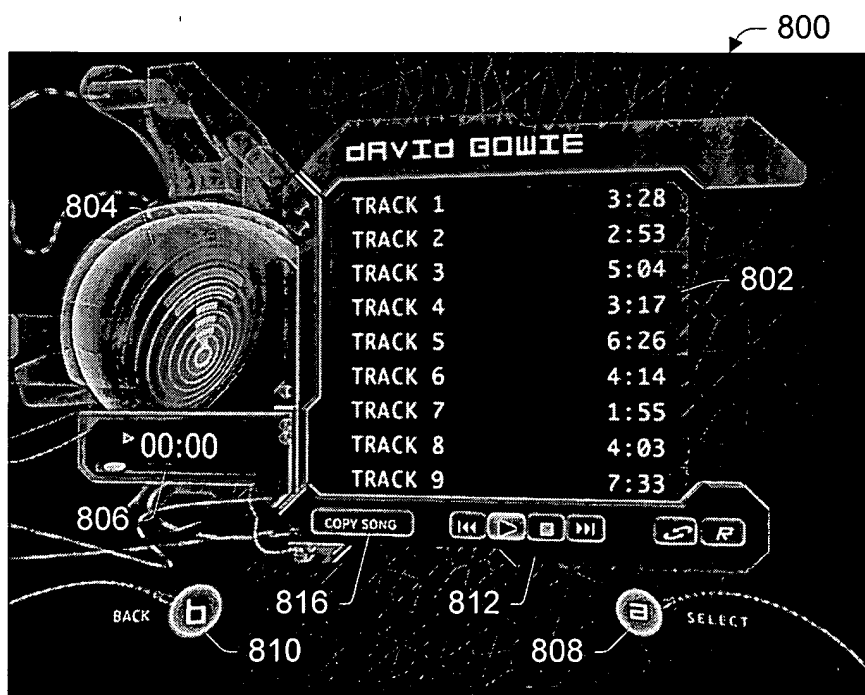 800
dAVId BOWIE
TRACK 1 3:28
TRACK 2 2:53
TRACK 3 5:04
TRACK 4 3:17
TRACK 5 6:26
TRACK 6 4:14
TRACK 7 1:55
TRACK 8 4:03
TRACK 9 7:33
804
802
00:00
806
COPY SONG
R
816
812
BACK
b
810
808
a
SELECT